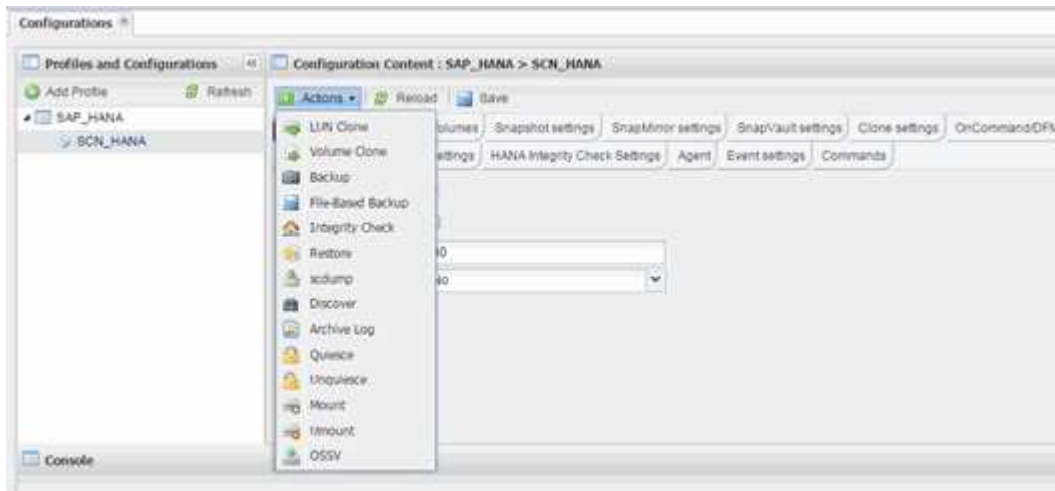 Configurations
Profiles and Configurations
Configuration Content : SAP_HANA > SCN_HANA
Add Profile Refresh
Actions Reload Save
SAP_HANA
SCN_HANA
LUN Clone
Volume Clone
Backup
File-Based Backup
Integrity Check
Restore
scdump
Discover
Archive Log
Quiesce
Unquiesce
Mount
Umount
OSSV
olumes Snapshot settings SnapMirror settings SnapVault settings Clone settings OnCommand/DFM
ettings HANA Integrity Check Settings Agent Event settings Commands
Console